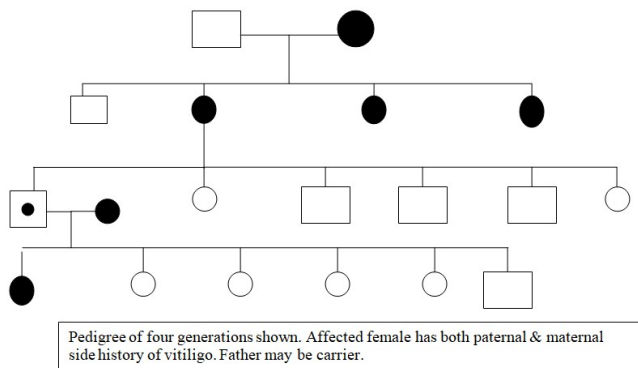 Pedigree of four generations shown. Affected female has both paternal & maternal
side history of vitiligo. Father may be carrier.